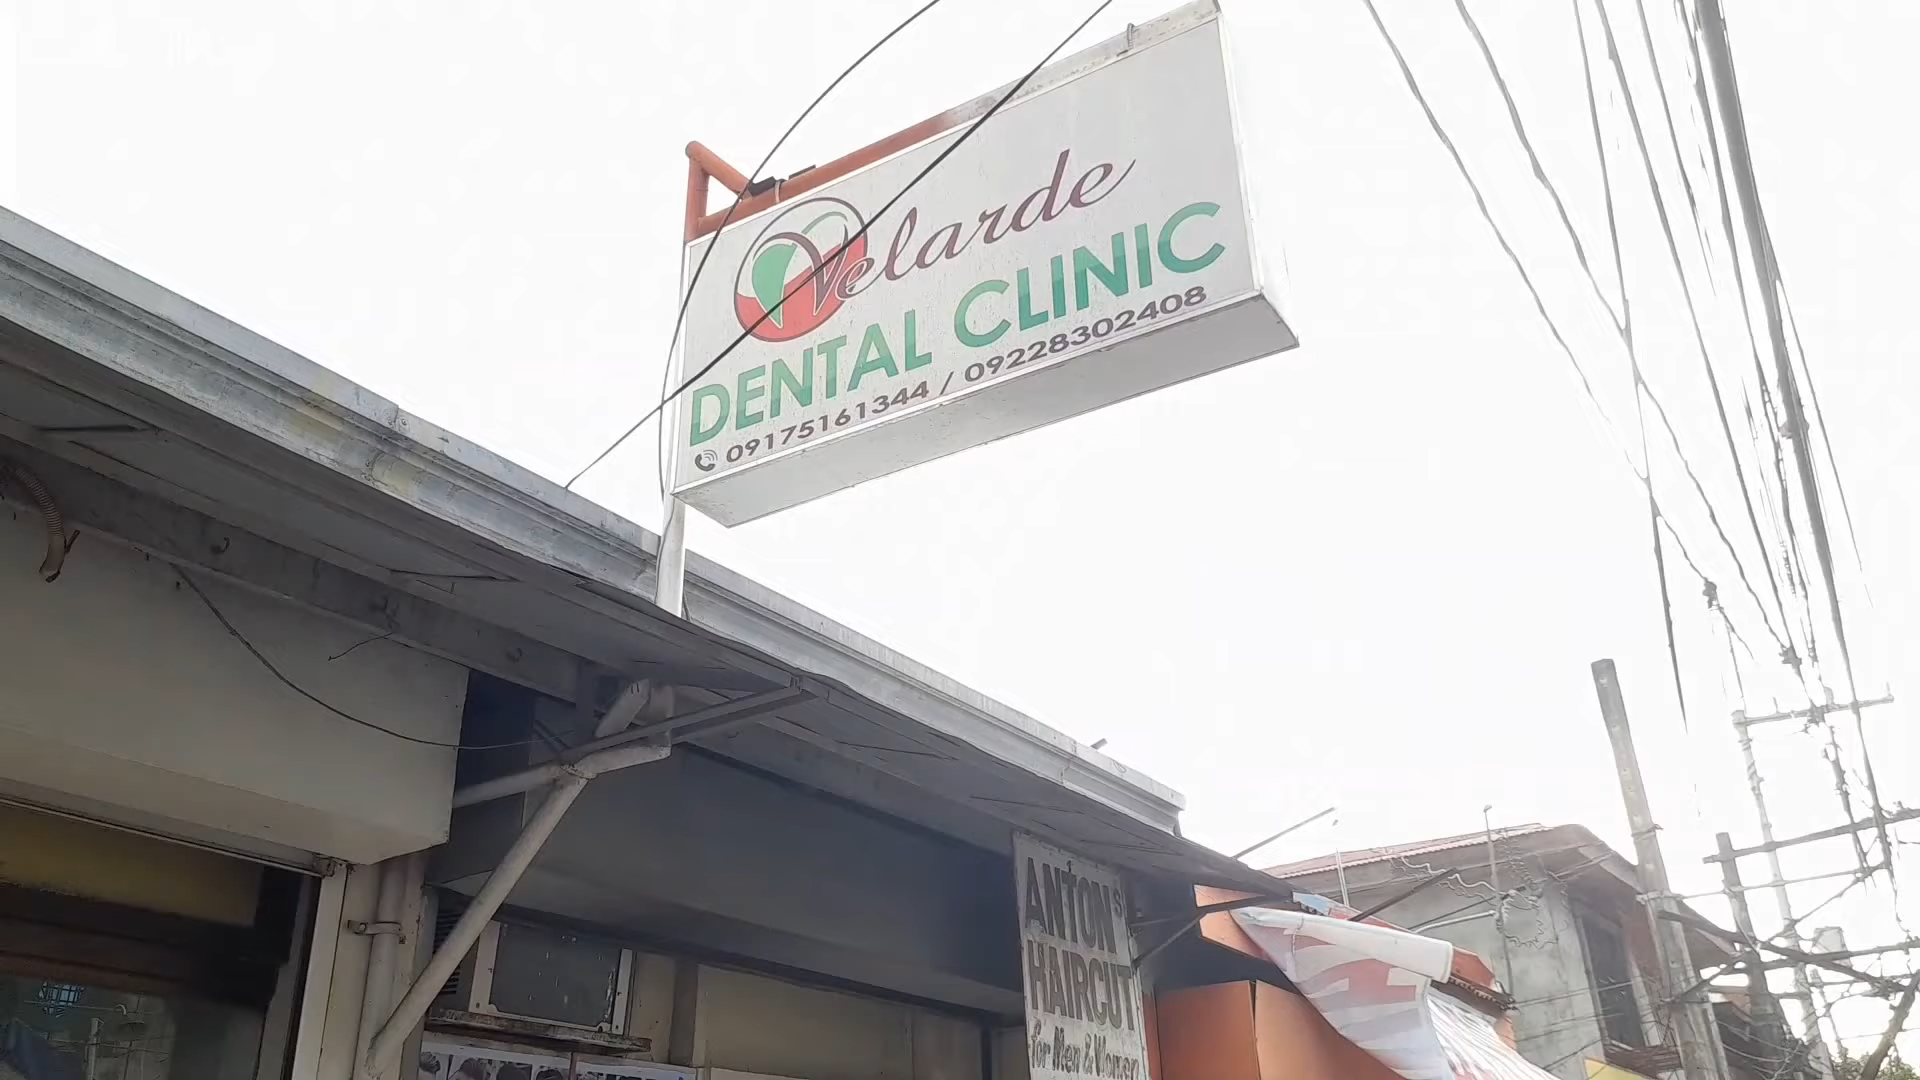 Velarde
DENTAL CLINIC
09175161344 / 09228302408
ANTON'S
HAIRCUT
for Men & Women